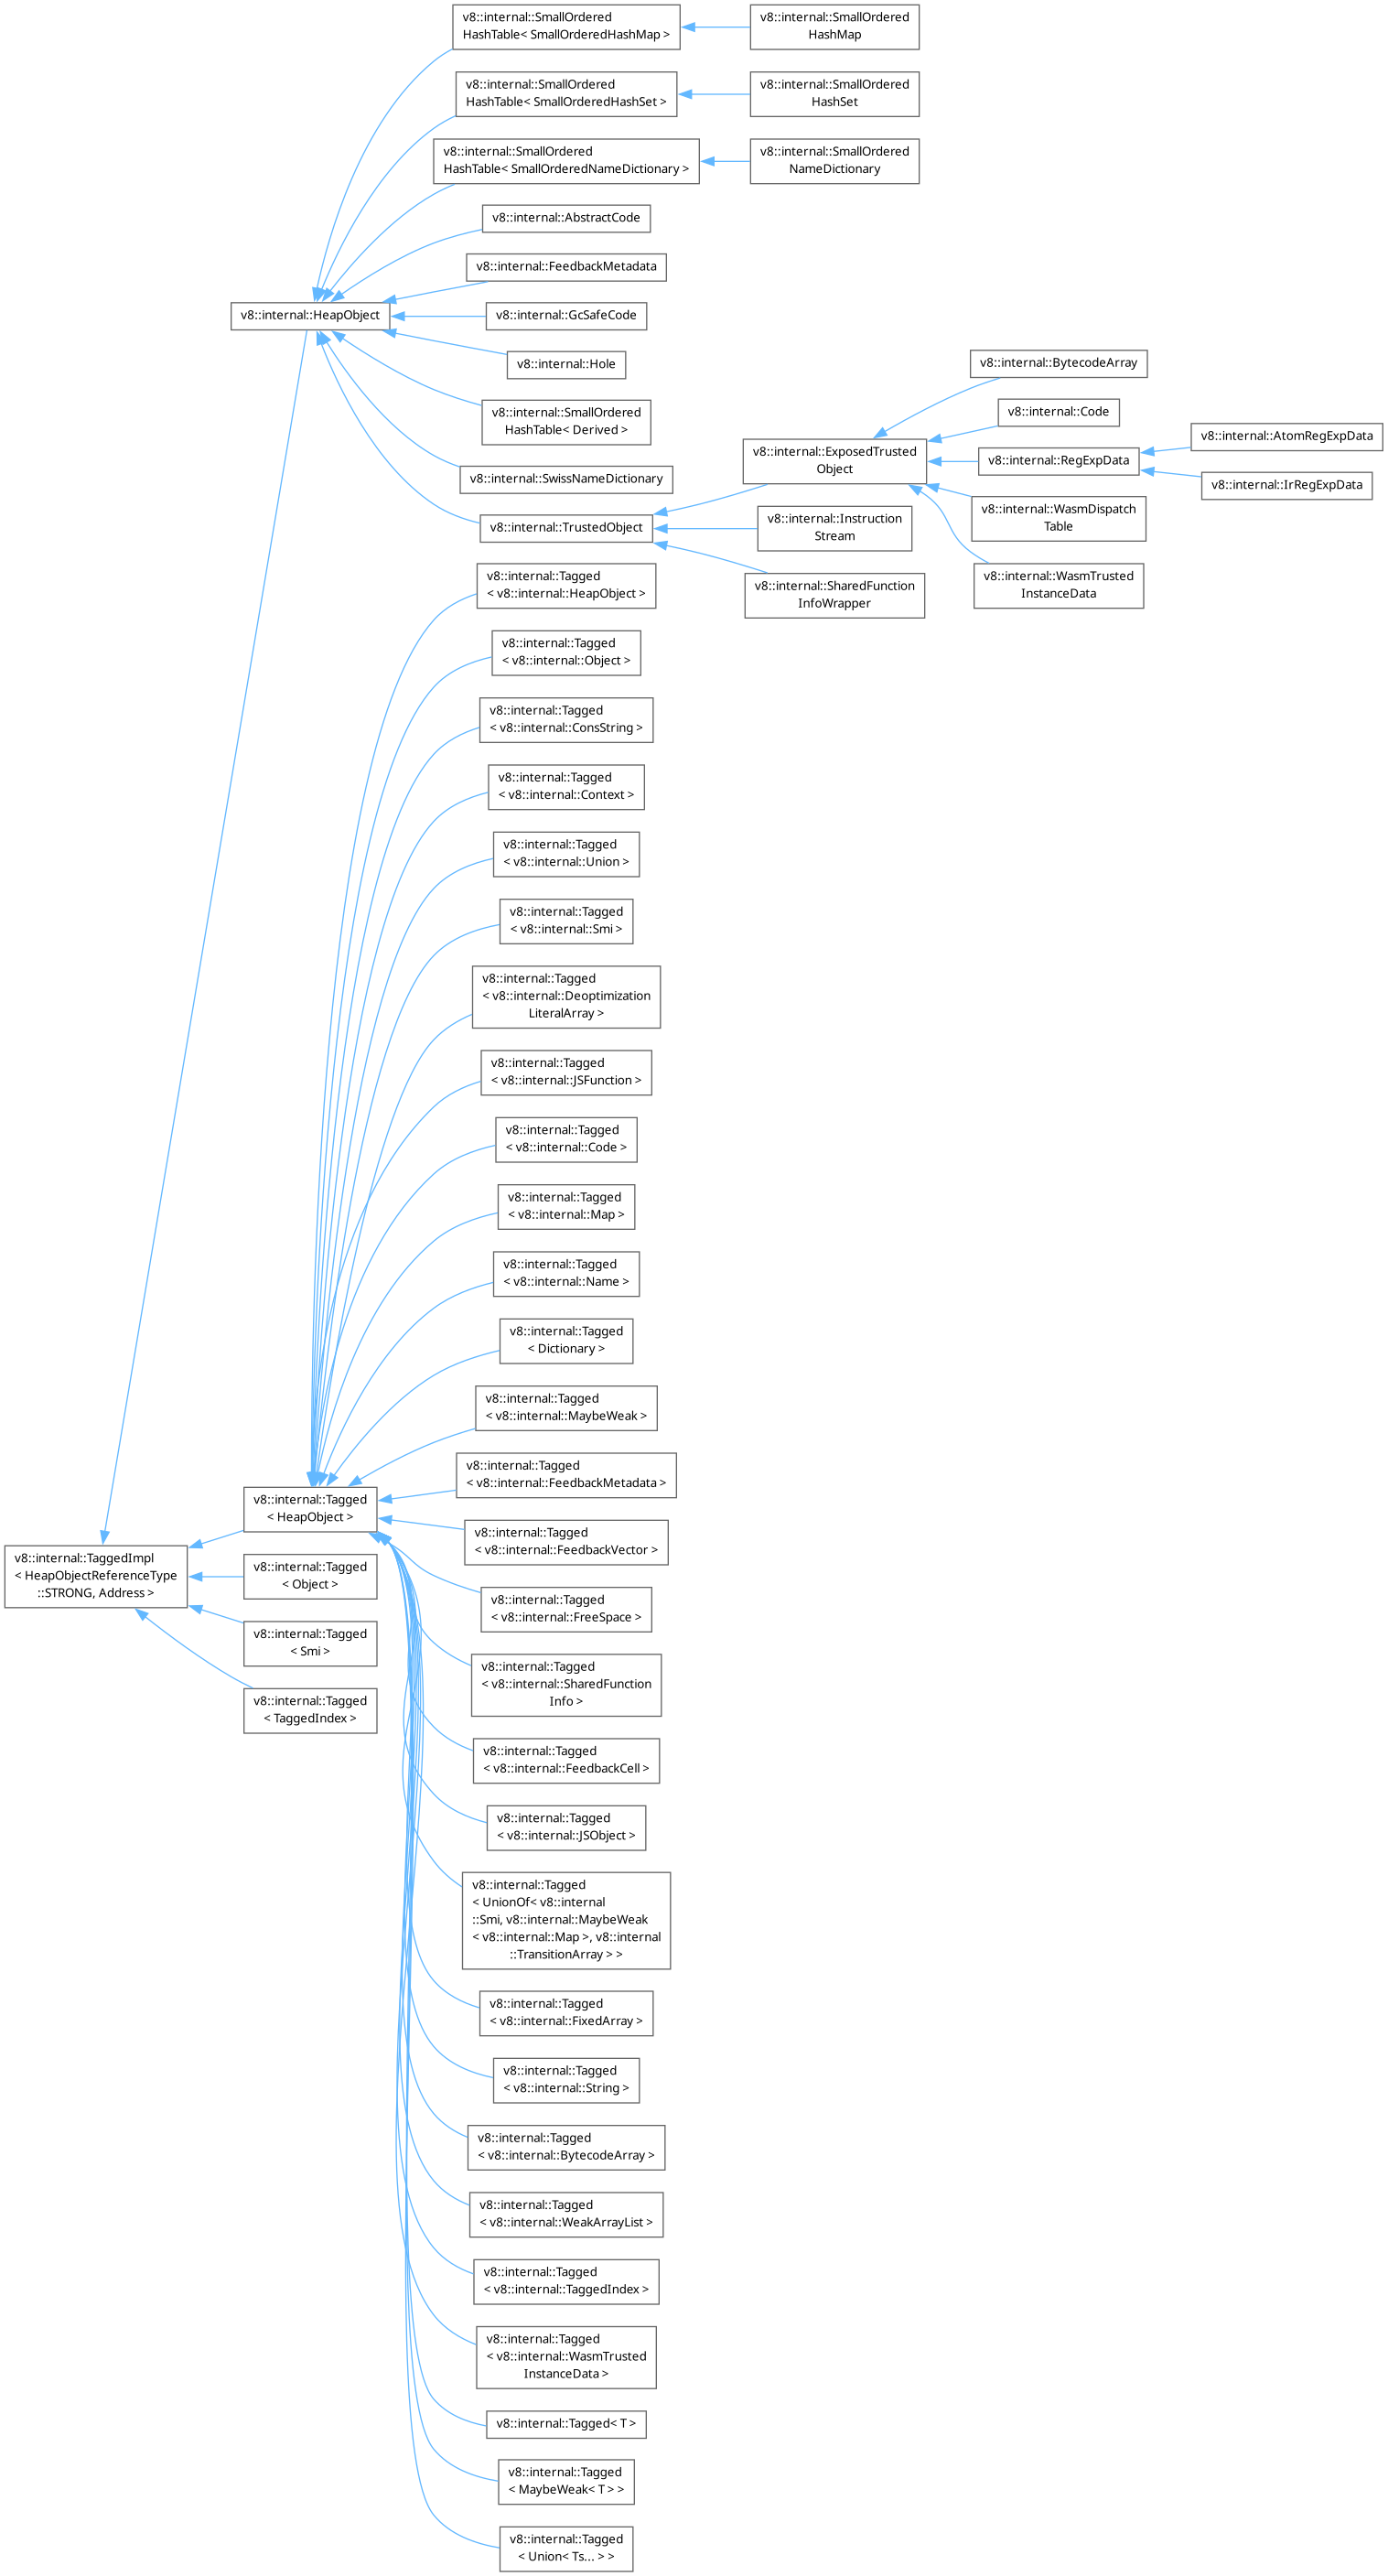 v8::internal::SmallOrdered
HashTable< SmallOrderedHashMap >
v8::internal::SmallOrdered
HashMap
v8::internal::SmallOrdered
HashTable< SmallOrderedHashSet >
v8::internal::SmallOrdered
HashSet
v8::internal::SmallOrdered
HashTable< SmallOrderedNameDictionary >
v8::internal::SmallOrdered
NameDictionary
v8::internal::AbstractCode
v8::internal::FeedbackMetadata
v8::internal::HeapObject
v8::internal::GcSafeCode
v8::internal::Hole
v8::internal::SmallOrdered
HashTable< Derived >
v8::internal::SwissNameDictionary
v8::internal::TrustedObject
v8::internal::ExposedTrusted
Object
v8::internal::Instruction
Stream
v8::internal::SharedFunction
InfoWrapper
v8::internal::BytecodeArray
v8::internal::Code
v8::internal::RegExpData
v8::internal::WasmDispatch
Table
v8::internal::WasmTrusted
InstanceData
v8::internal::AtomRegExpData
v8::internal::IrRegExpData
v8::internal::Tagged
< v8::internal::HeapObject >
v8::internal::Tagged
< v8::internal::Object >
v8::internal::Tagged
< v8::internal::ConsString >
v8::internal::Tagged
< v8::internal::Context >
v8::internal::Tagged
< v8::internal::Union >
v8::internal::Tagged
< v8::internal::Smi >
v8::internal::Tagged
< v8::internal::Deoptimization
LiteralArray >
v8::internal::Tagged
< v8::internal::JSFunction >
v8::internal::Tagged
< v8::internal::Code >
v8::internal::Tagged
< v8::internal::Map >
v8::internal::Tagged
< v8::internal::Name >
v8::internal::Tagged
< Dictionary >
v8::internal::Tagged
< v8::internal::MaybeWeak >
v8::internal::Tagged
< v8::internal::FeedbackMetadata >
v8::internal::Tagged
< HeapObject >
v8::internal::Tagged
< v8::internal::FeedbackVector >
v8::internal::TaggedImpl
< HeapObjectReferenceType
::STRONG, Address >
v8::internal::Tagged
< Object >
v8::internal::Tagged
< Smi >
v8::internal::Tagged
< TaggedIndex >
v8::internal::Tagged
< v8::internal::FreeSpace >
v8::internal::Tagged
< v8::internal::SharedFunction
Info >
v8::internal::Tagged
< v8::internal::FeedbackCell >
v8::internal::Tagged
< v8::internal::JSObject >
v8::internal::Tagged
< UnionOf< v8::internal
::Smi, v8::internal::MaybeWeak
< v8::internal::Map >, v8::internal
::TransitionArray > >
v8::internal::Tagged
< v8::internal::FixedArray >
v8::internal::Tagged
< v8::internal::String >
v8::internal::Tagged
< v8::internal::BytecodeArray >
v8::internal::Tagged
< v8::internal::WeakArrayList >
v8::internal::Tagged
< v8::internal::TaggedIndex >
v8::internal::Tagged
< v8::internal::WasmTrusted
InstanceData >
v8::internal::Tagged< T >
v8::internal::Tagged
< MaybeWeak< T > >
v8::internal::Tagged
< Union< Ts... > >